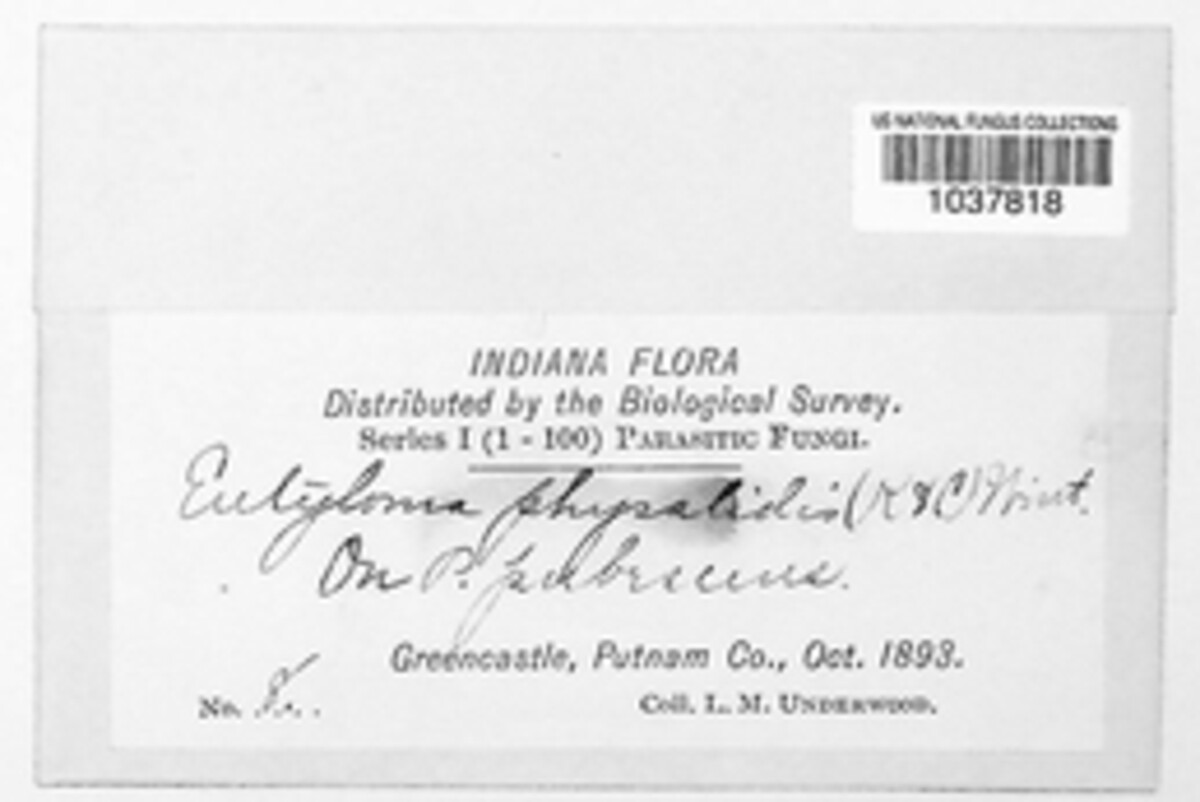 US NATIONAL FUNGUS COLLECTIONS
1037818
INDIANA FLORA
Distributed by the Biological Survey.
Series I (1 - 100) PARASITIC FUNGI.
Entyloma physalidis (K & C) Wint.
On P. pubescens.
Greencastle, Putnam Co., Oct. 1893.
No.
Coll. L. M. UNDERWOOD.